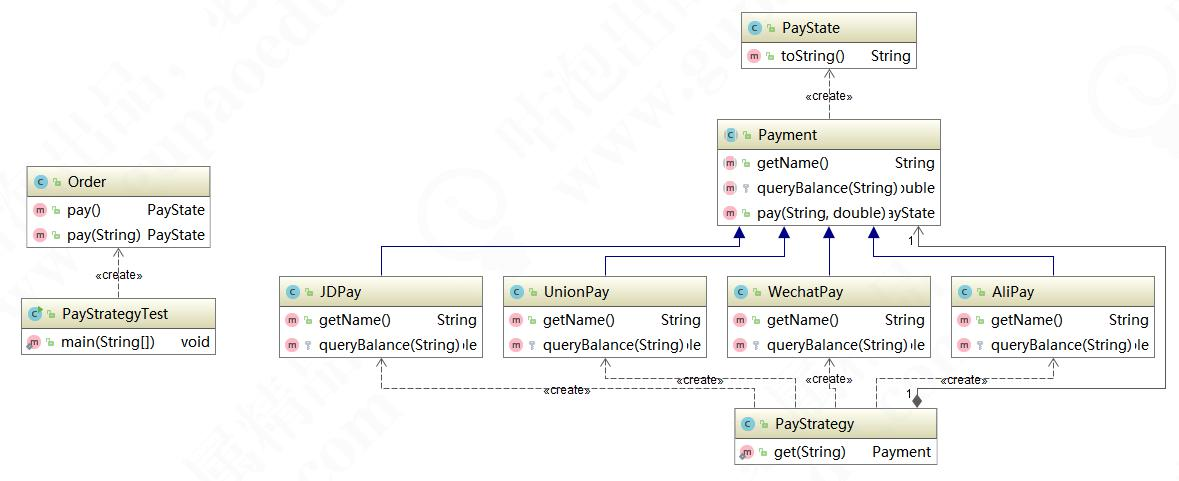 PayState
toString() String
«create»
Payment
getName() String
queryBalance(String) ouble
pay(String, double) ayState
1
Order
pay() PayState
pay(String) PayState
«create»
PayStrategyTest
main(String[]) void
JDPay
getName() String
queryBalance(String) le
UnionPay
getName() String
queryBalance(String) le
WechatPay
getName() String
queryBalance(String) le
AliPay
getName() String
queryBalance(String) le
«create»
«create»
«create»
«create»
1
PayStrategy
get(String) Payment